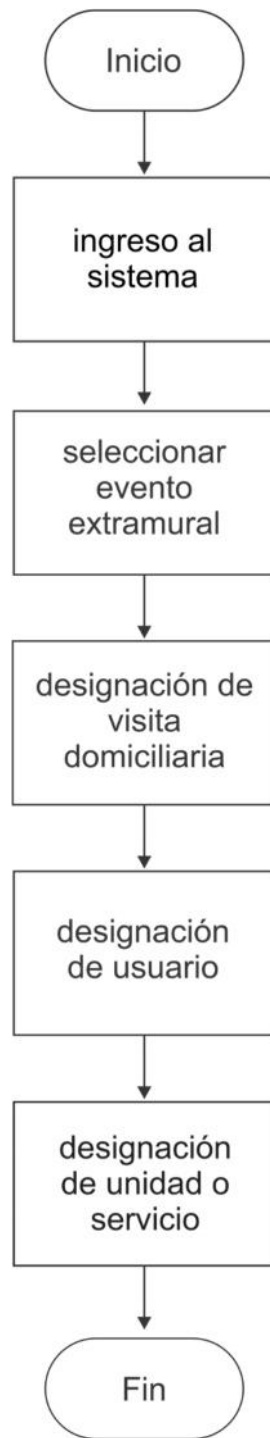 Inicio
ingreso al
sistema
seleccionar
evento
extramural
designación de
visita
domiciliaria
designación
de usuario
designación
de unidad o
servicio
Fin